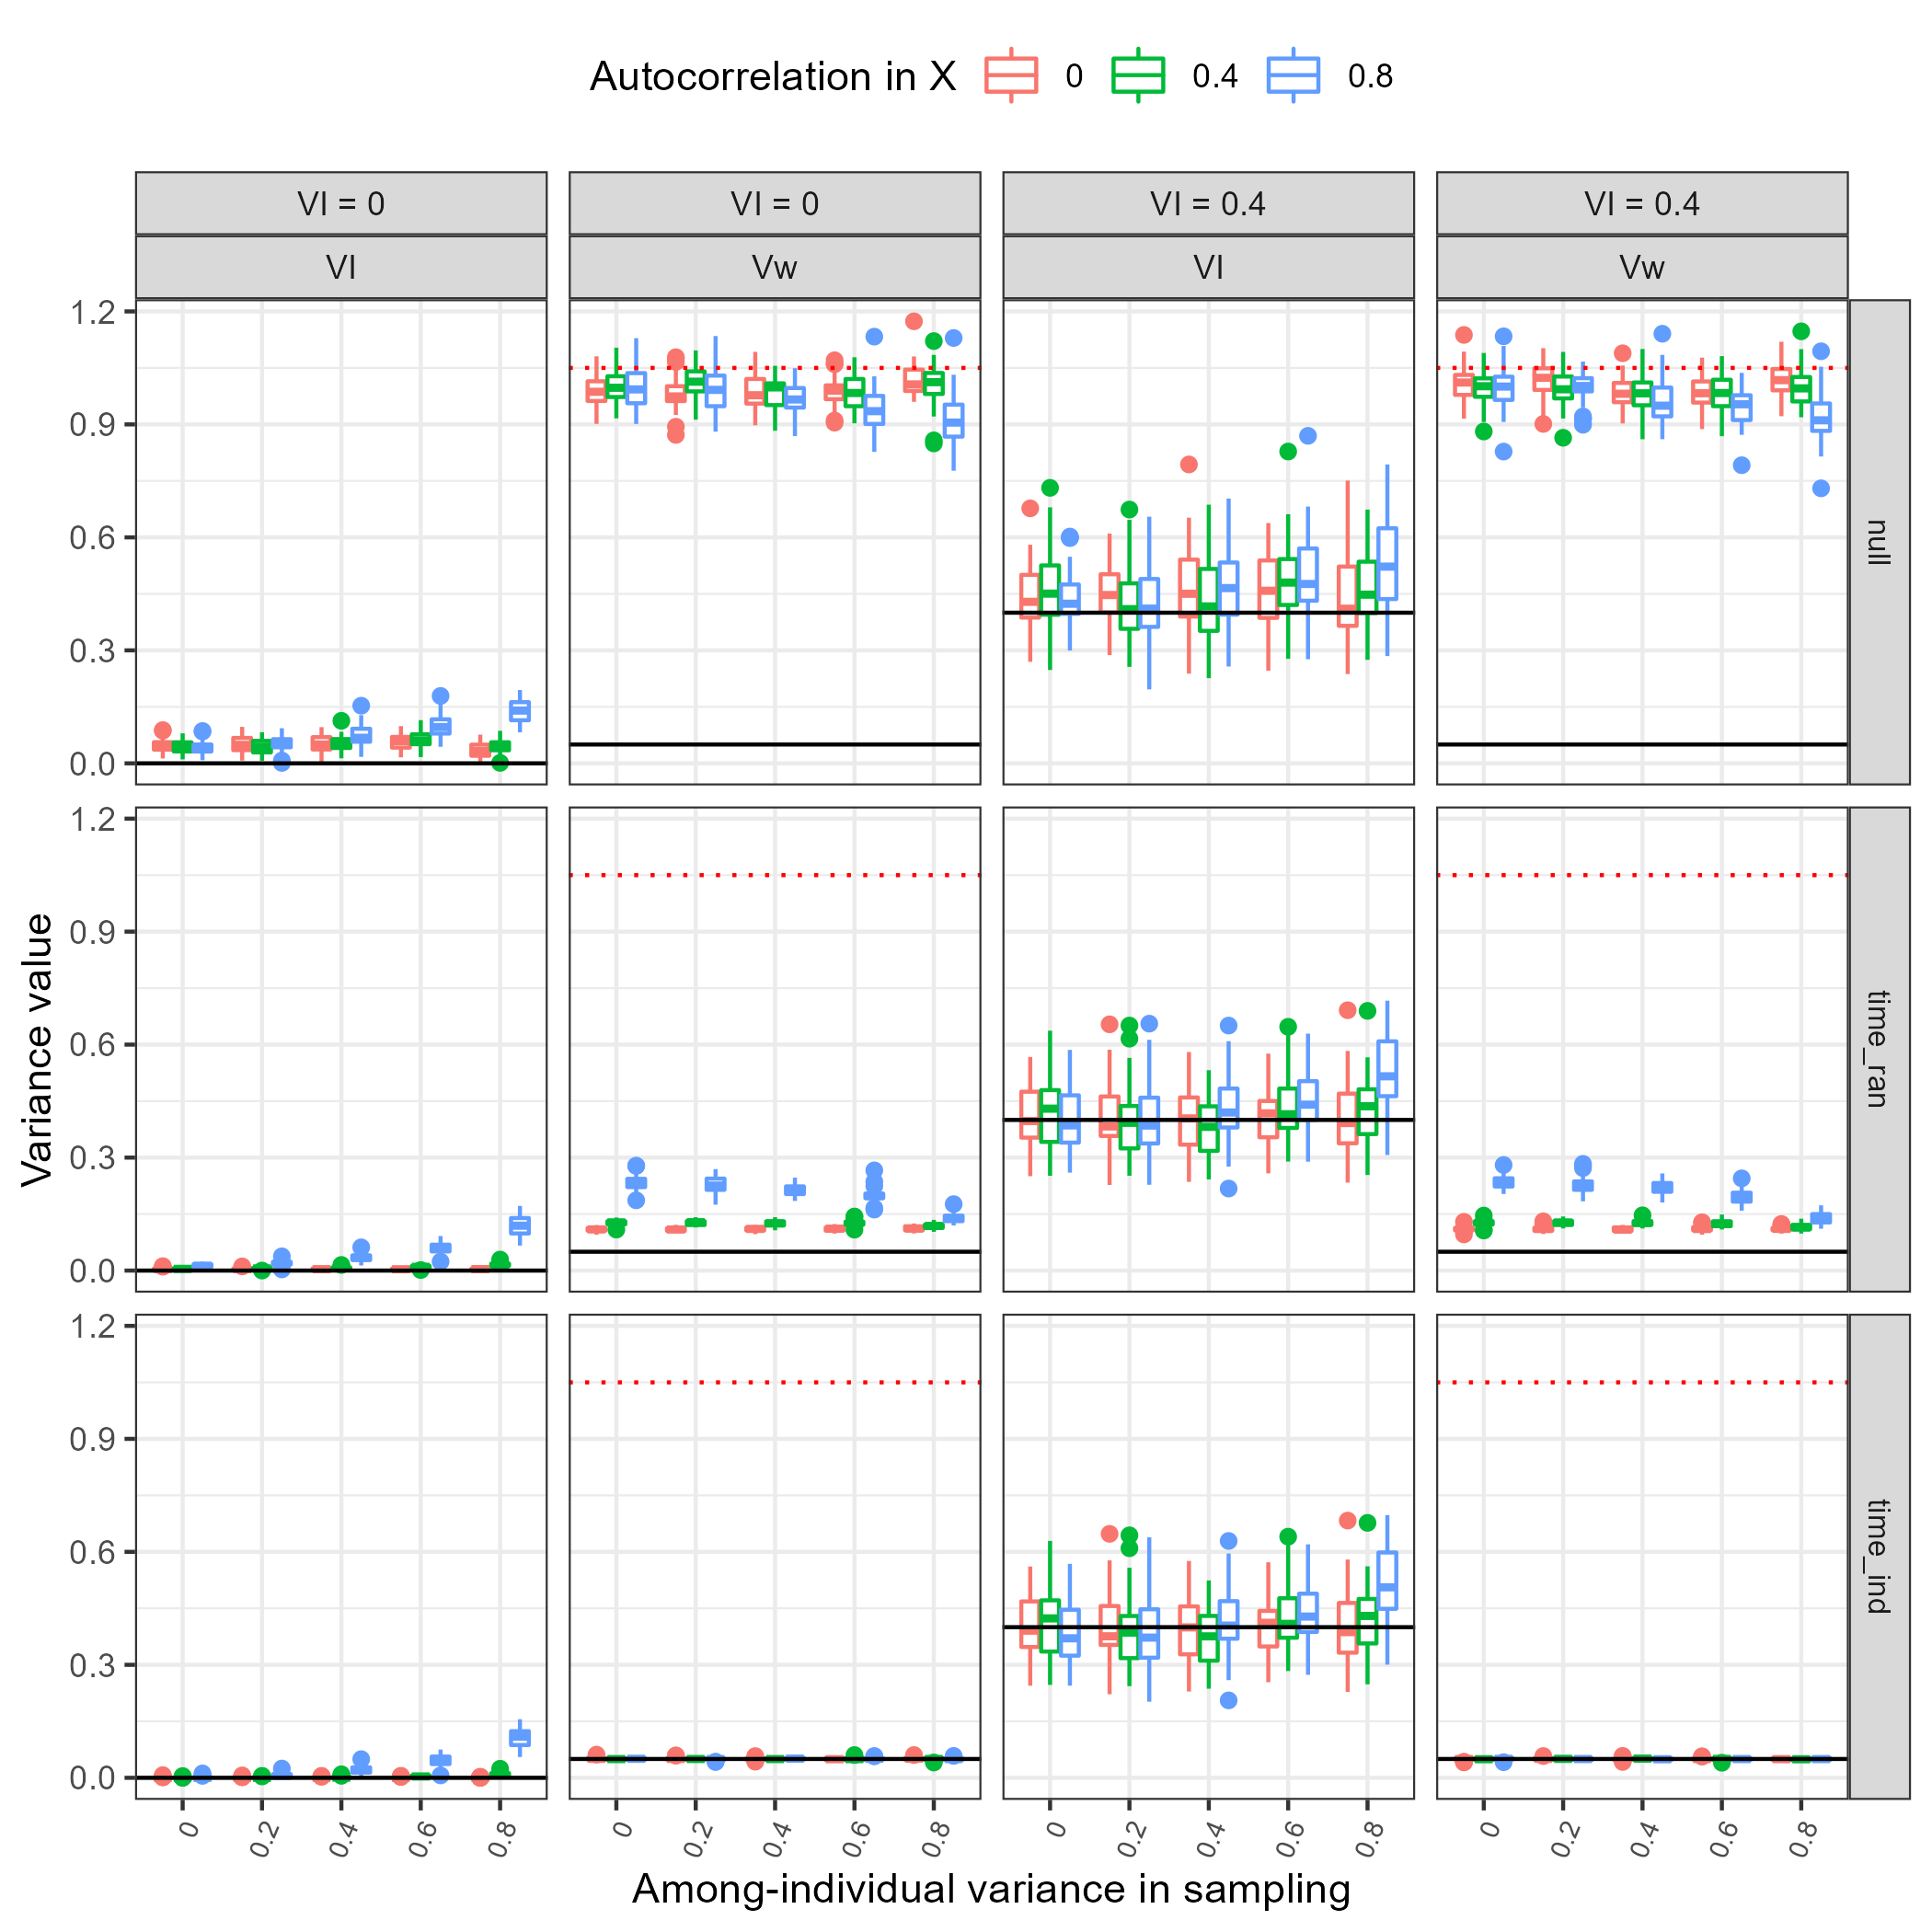 Autocorrelation in X 0 0.4 0.8
VI = 0 VI = 0 VI = 0.4 VI = 0.4
VI Vw VI Vw
1.2
0.9
0.6
0.3
0.0
null
1.2
0.9
0.6
0.3
0.0
time_ran
1.2
0.9
0.6
0.3
0.0
time_ind
Variance value
0 0.2 0.4 0.6 0.8 0 0.2 0.4 0.6 0.8 0 0.2 0.4 0.6 0.8 0 0.2 0.4 0.6 0.8
Among-individual variance in sampling